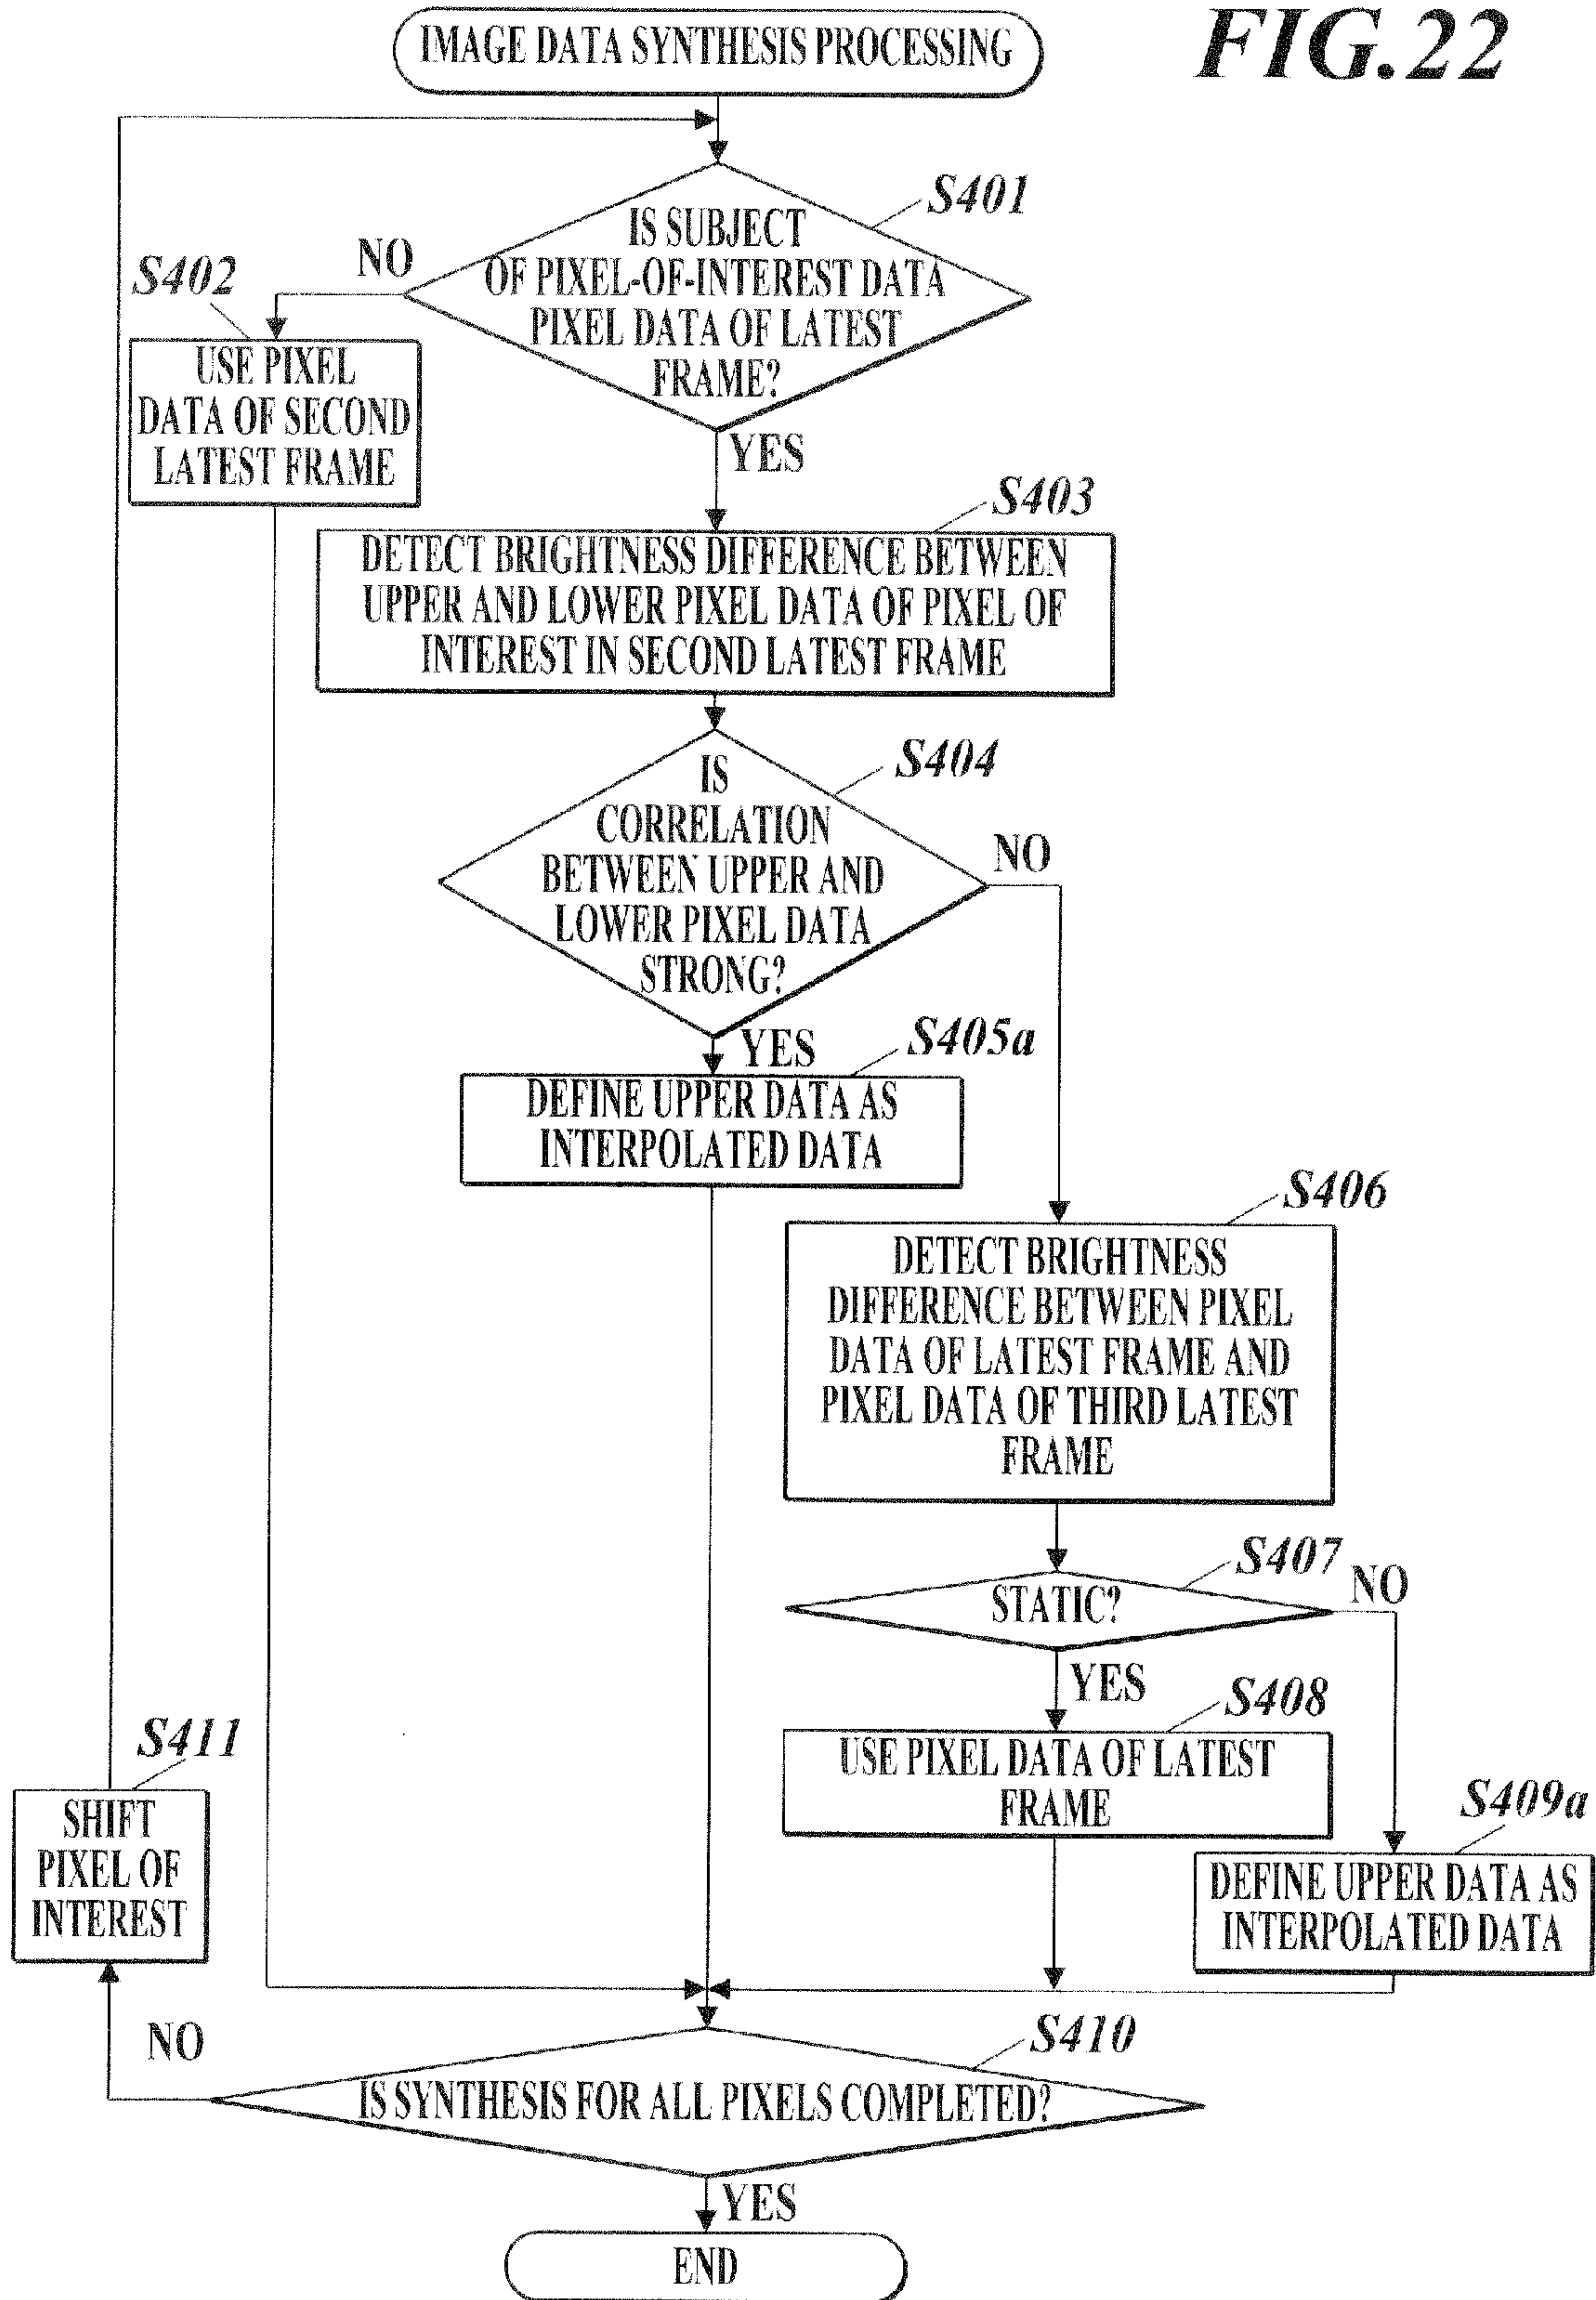 FIG.22
IMAGE DATA SYNTHESIS PROCESSING
S401
IS SUBJECT
OF PIXEL-OF-INTEREST DATA
PIXEL DATA OF LATEST
FRAME?
NO
S402
USE PIXEL
DATA OF SECOND
LATEST FRAME
YES
S403
DETECT BRIGHTNESS DIFFERENCE BETWEEN
UPPER AND LOWER PIXEL DATA OF PIXEL OF
INTEREST IN SECOND LATEST FRAME
S404
IS
CORRELATION
BETWEEN UPPER AND
LOWER PIXEL DATA
STRONG?
NO
YES
S405a
DEFINE UPPER DATA AS
INTERPOLATED DATA
S406
DETECT BRIGHTNESS
DIFFERENCE BETWEEN PIXEL
DATA OF LATEST FRAME AND
PIXEL DATA OF THIRD LATEST
FRAME
S407
STATIC?
NO
YES
S408
USE PIXEL DATA OF LATEST
FRAME
S409a
DEFINE UPPER DATA AS
INTERPOLATED DATA
S411
SHIFT
PIXEL OF
INTEREST
NO
S410
IS SYNTHESIS FOR ALL PIXELS COMPLETED?
YES
END